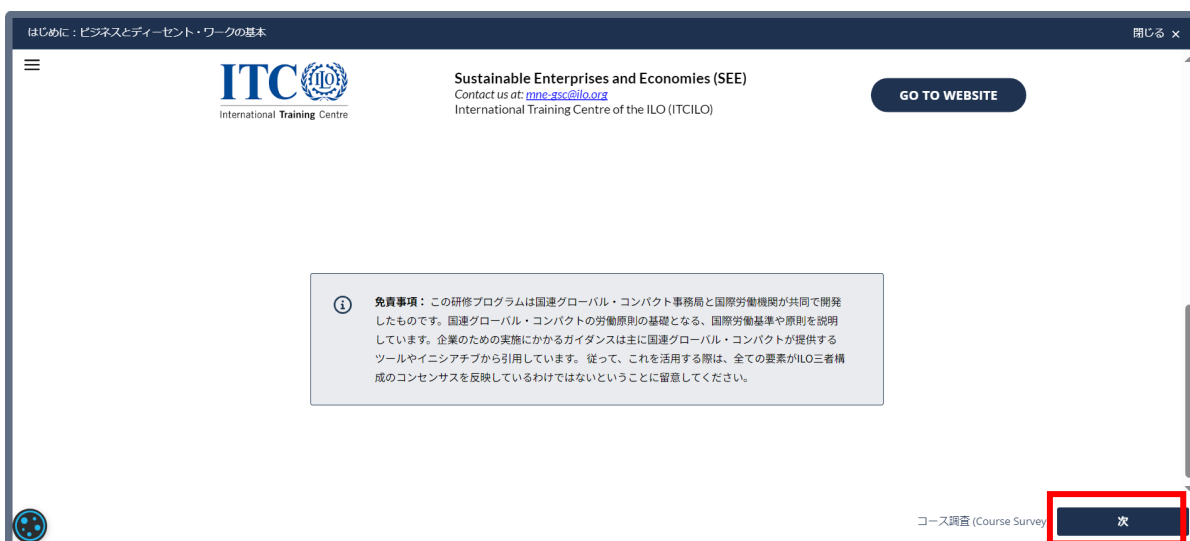 はじめに：ビジネスとディーセント・ワークの基本
閉じる ×
ITC
ILO
International Training Centre
Sustainable Enterprises and Economies (SEE)
Contact us at: mne-gsc@ilo.org
International Training Centre of the ILO (ITCILO)
GO TO WEBSITE
免責事項： この研修プログラムは国連グローバル・コンパクト事務局と国際労働機関が共同で開発
したものです。国連グローバル・コンパクトの労働原則の基礎となる、国際労働基準や原則を説明
しています。企業のための実施にかかるガイダンスは主に国連グローバル・コンパクトが提供する
ツールやイニシアチブから引用しています。 従って、これを活用する際は、全ての要素がILO三者構
成のコンセンサスを反映しているわけではないということに留意してください。
コース調査 (Course Survey
次